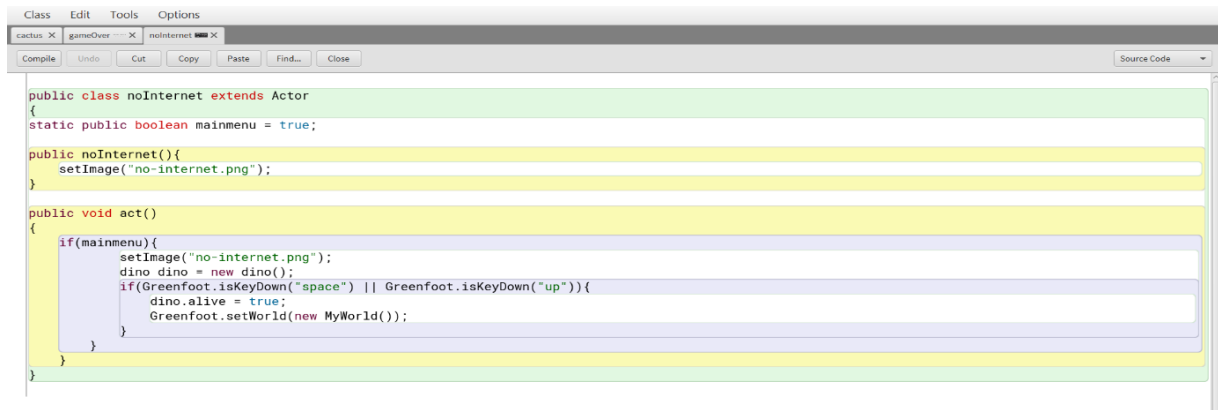 Class Edit Tools Options
cactus X gameOver X noInternet X
Compile Undo Cut Copy Paste Find... Close Source Code
public class noInternet extends Actor
{
static public boolean mainmenu = true;
public noInternet(){
setImage("no-internet.png");
}
public void act()
{
if(mainmenu){
setImage("no-internet.png");
dino dino = new dino();
if(Greenfoot.isKeyDown("space") || Greenfoot.isKeyDown("up")){
dino.alive = true;
Greenfoot.setWorld(new MyWorld());
}
}
}
}